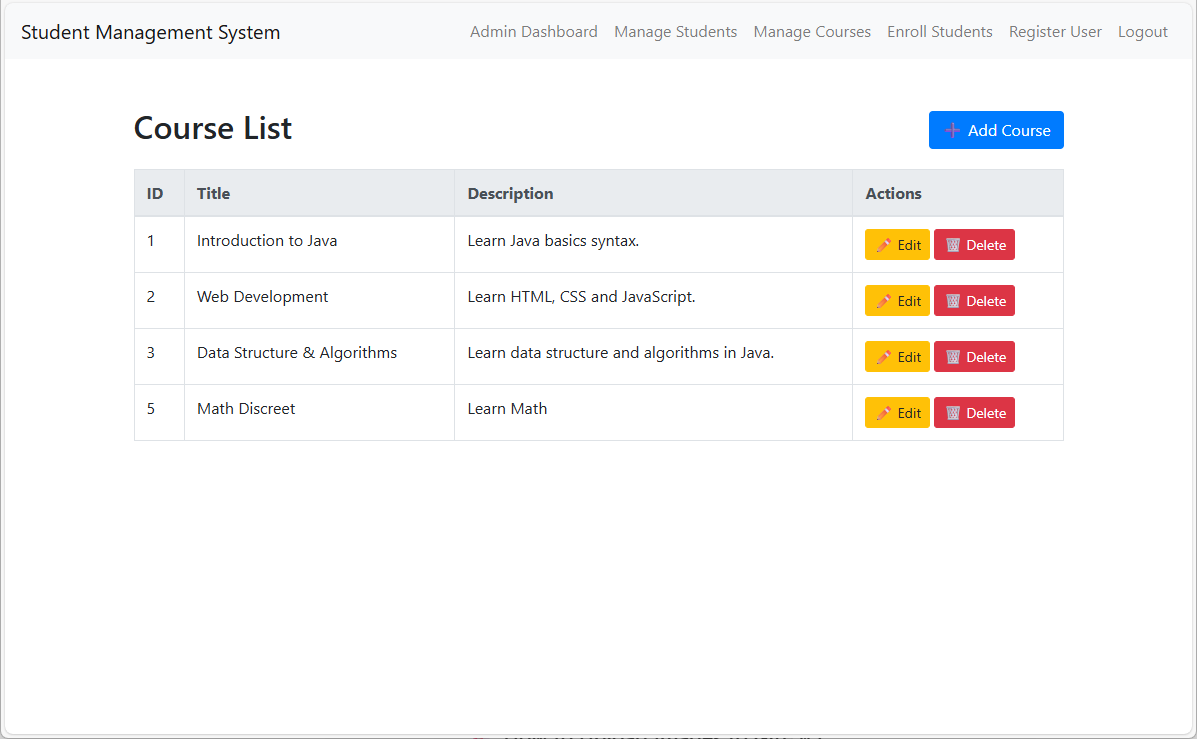 Student Management System Admin Dashboard Manage Students Manage Courses Enroll Students Register User Logout
Course List Add Course
ID Title Description Actions
1 Introduction to Java Learn Java basics syntax. Edit Delete
2 Web Development Learn HTML, CSS and JavaScript. Edit Delete
3 Data Structure & Algorithms Learn data structure and algorithms in Java. Edit Delete
5 Math Discreet Learn Math Edit Delete